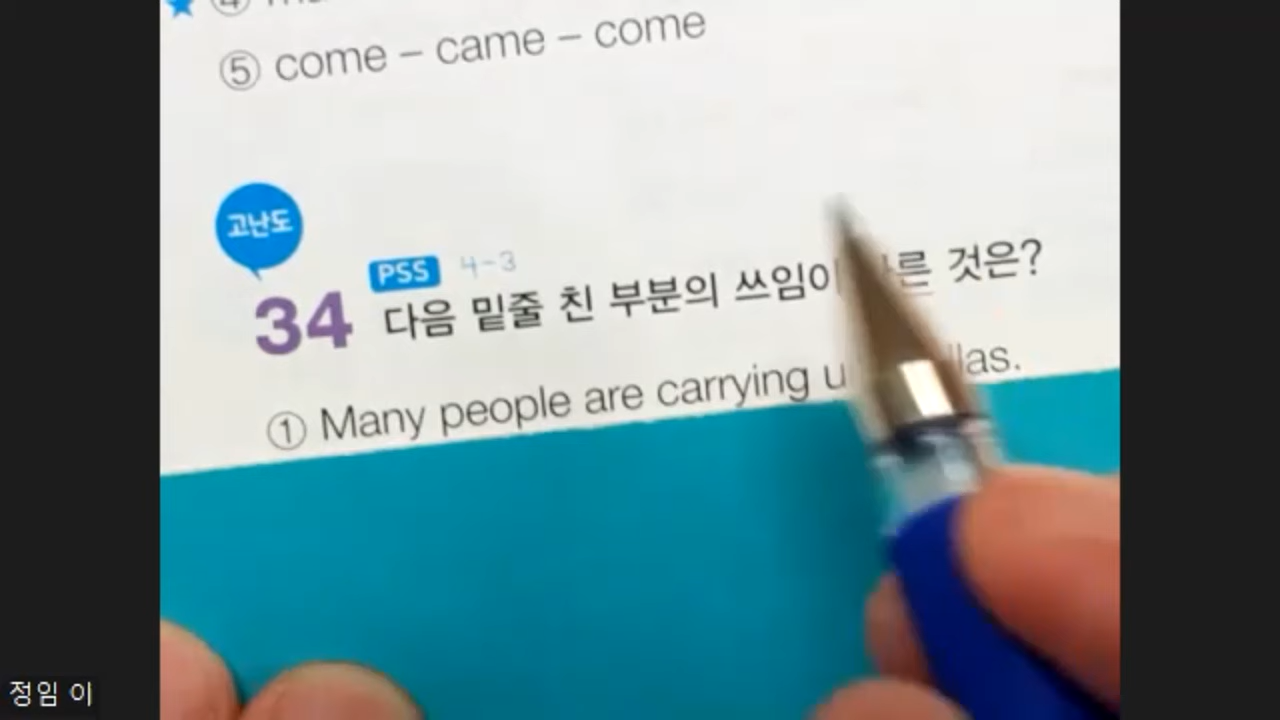 ④
⑤ come – came – come
고난도
PSS 4-3
34 다음 밑줄 친 부분의 쓰임이 른 것은?
① Many people are carrying u llas.
정임 이